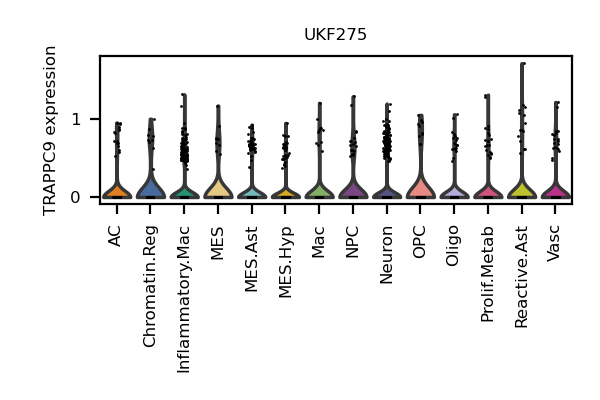 UKF275
TRAPPC9 expression
1
0
AC
Chromatin.Reg
Inflammatory.Mac
MES
MES.Ast
MES.Hyp
Mac
NPC
Neuron
OPC
Oligo
Prolif.Metab
Reactive.Ast
Vasc